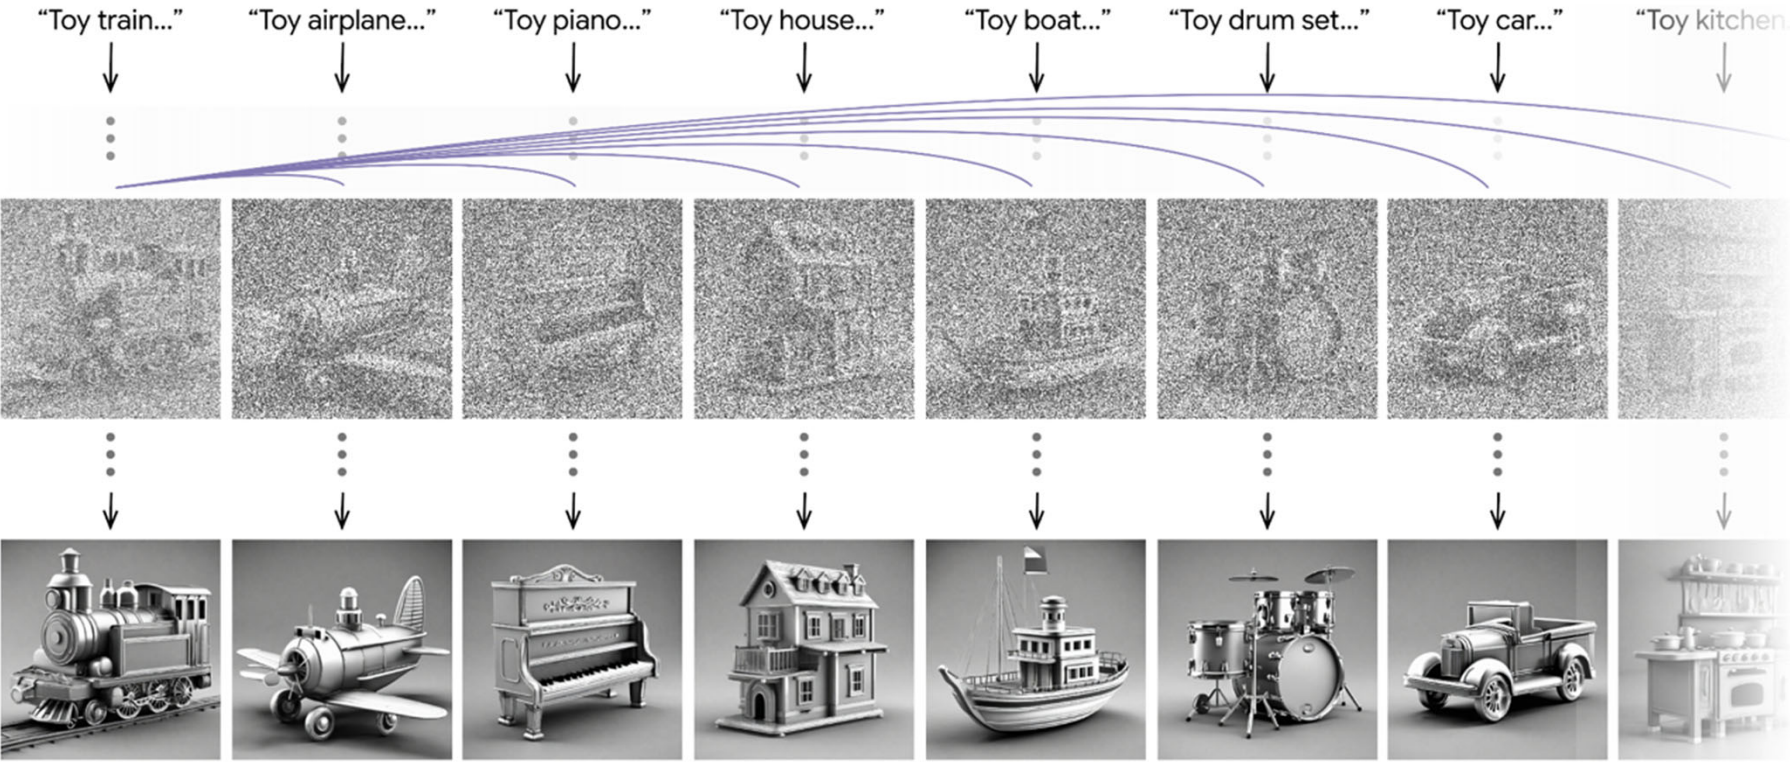 “Toy train...”
“Toy airplane...”
“Toy piano...”
“Toy house...”
“Toy boat...”
“Toy drum set...”
“Toy car...”
“Toy kitchen